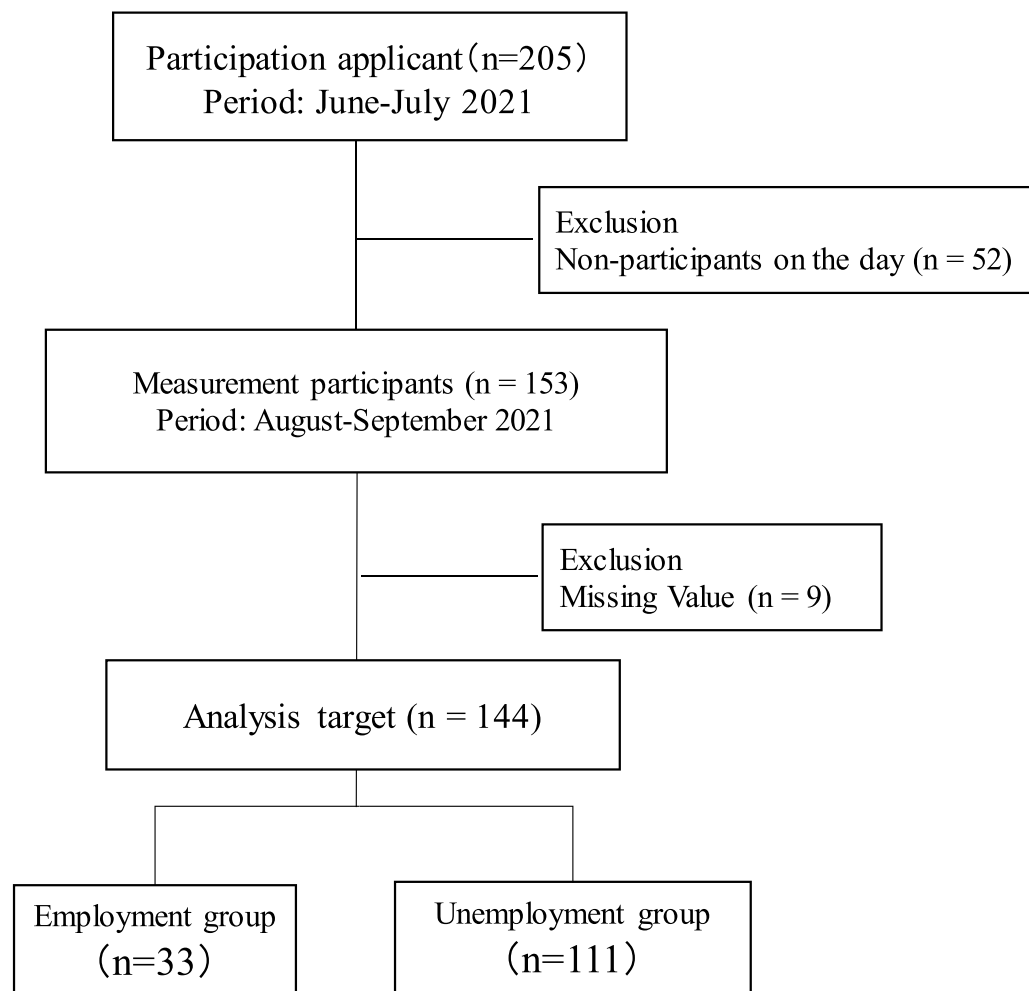 Participation applicant（n=205）
Period: June-July 2021
Exclusion
Non-participants on the day (n = 52)
Measurement participants (n = 153)
Period: August-September 2021
Exclusion
Missing Value (n = 9)
Analysis target (n = 144)
Employment group
（n=33）
Unemployment group
（n=111）